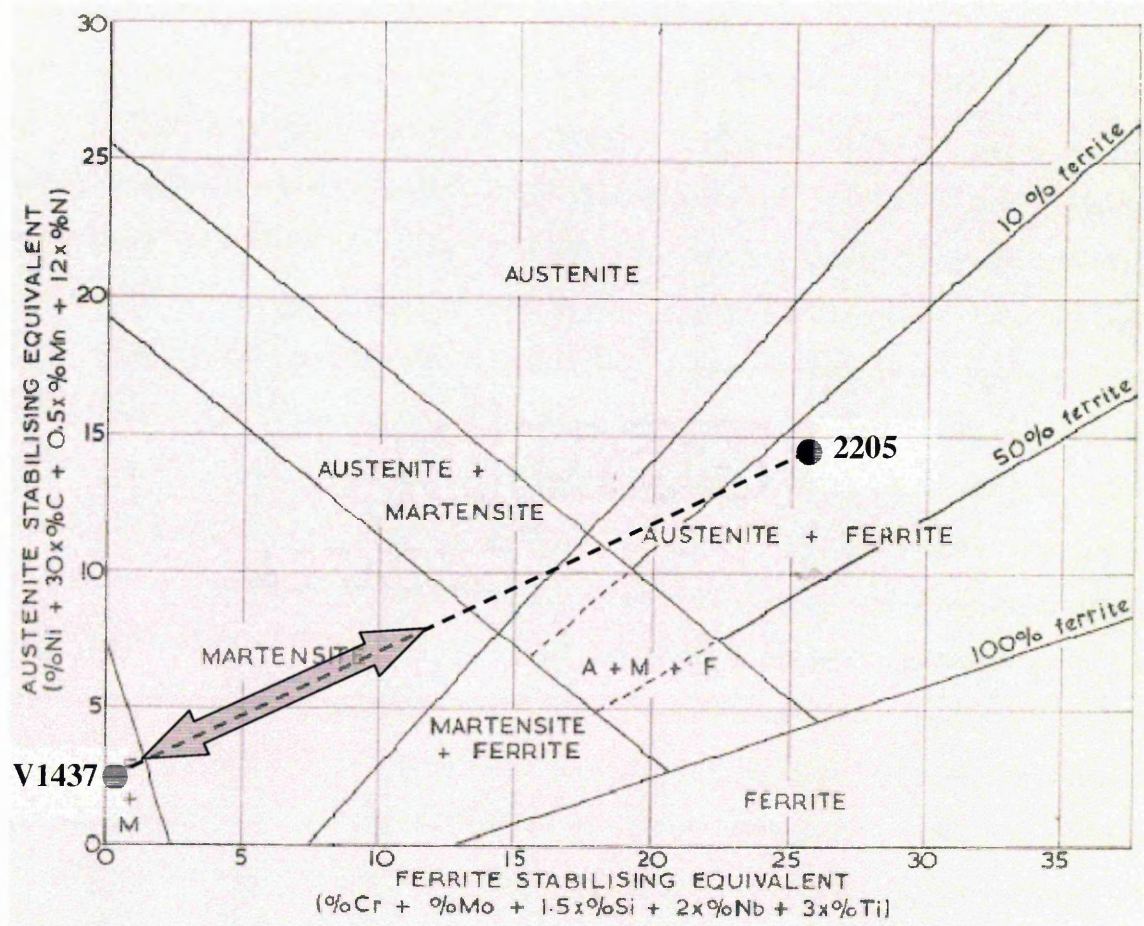 30
25
20
15
10
5
0
AUSTENITE STABILISING EQUIVALENT
(%Ni + 30x%C + 0.5x%Mn + 12x%N)
AUSTENITE
10% ferrite
50% ferrite
2205
AUSTENITE +
MARTENSITE
AUSTENITE + FERRITE
100% ferrite
MARTENSITE
A + M + F
MARTENSITE
+ FERRITE
V1437
+
M
FERRITE
0 5 10 15 20 25 30 35
FERRITE STABILISING EQUIVALENT
(%Cr + %Mo + 1.5x%Si + 2x%Nb + 3x%Ti)